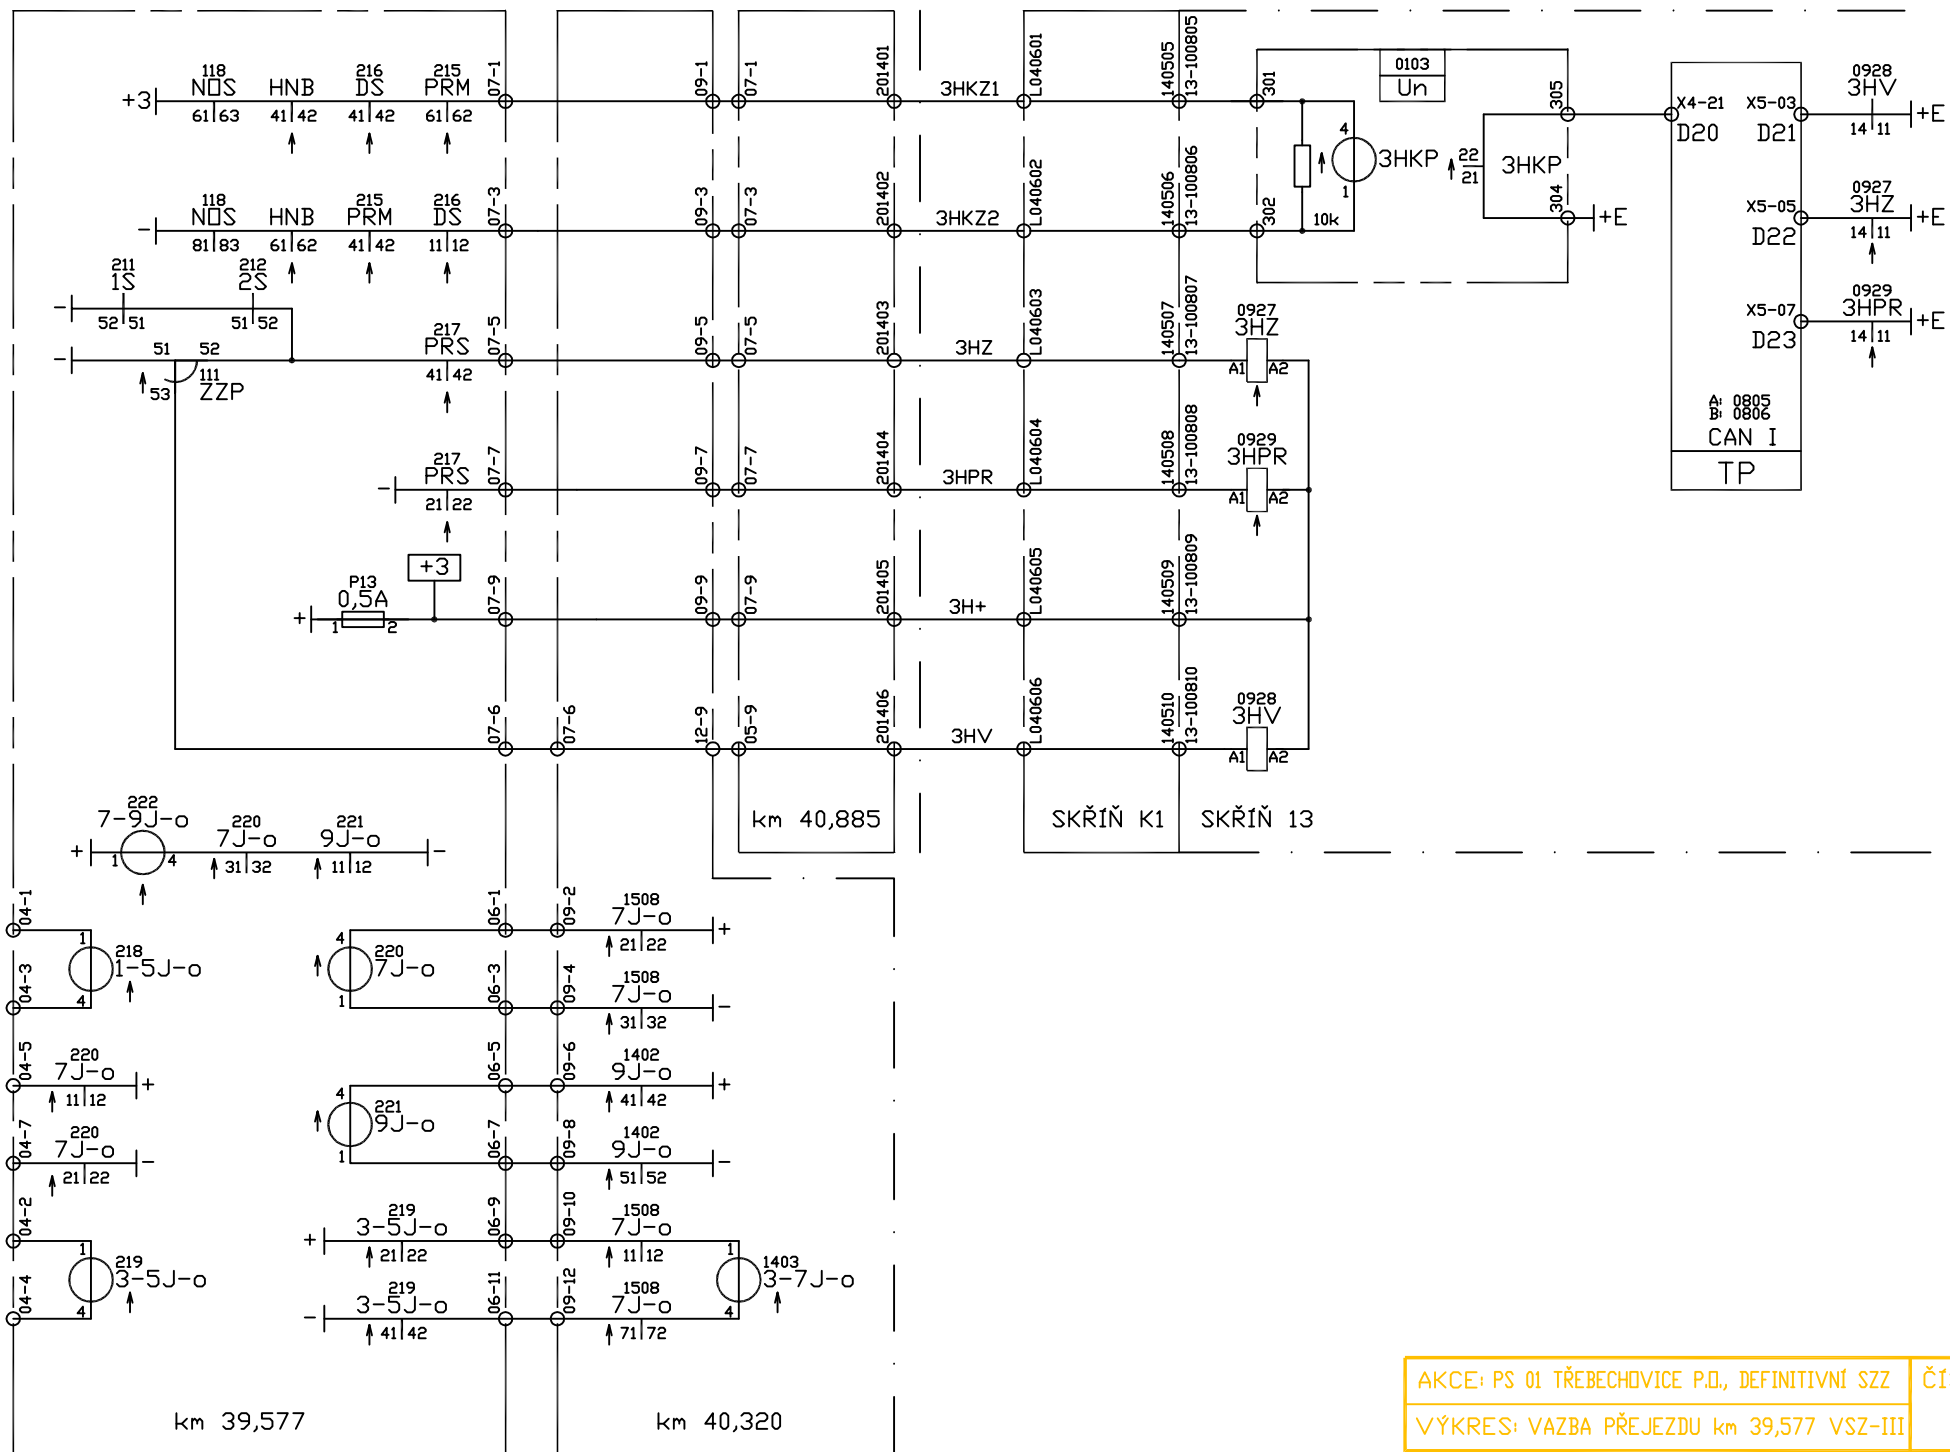 118 HNB 216 215
NOS DS PRM
+3 61 63 41 42 41 42 61 62
07-1 09-1 07-1 201401 3HKZ1 L040601 140505 13-100805 301
0103
Un
4
3HKP
1
10k
22
21
3HKP
305
304
+E
X4-21 X5-03
D20 D21
0928
3HV
14 11 +E
118 HNB 215 216
NOS PRM DS
- 81 83 61 62 41 42 11 12
07-3 09-3 07-3 201402 3HKZ2 L040602 140506 13-100806 302
X5-05
D22
0927
3HZ
14 11 +E
X5-07
D23
0929
3HPR
14 11 +E
A: 0805
B: 0806
CAN I
TP
211 212
1S 2S
- 52 51 51 52
- 51 52
53 111
ZZP
217
PRS
41 42
07-5 09-5 07-5 201403 3HZ L040603 140507 13-100807
0927
3HZ
A1 A2
217
PRS
- 21 22
07-7 09-7 07-7 201404 3HPR L040604 140508 13-100808
0929
3HPR
A1 A2
+3
P13
0,5A
+ 1 2
07-9 09-9 07-9 201405 3H+ L040605 140509 13-100809
07-6 07-6 12-9 05-9 201406 3HV L040606 140510 13-100810
0928
3HV
A1 A2
km 40,885
SKŘÍŇ K1
SKŘÍŇ 13
222 220 221
7-9J-o 7J-o 9J-o
+ 1 4 31 32 11 12 -
04-1
1
218
1-5J-o
4
04-3
06-1 09-2
4
220
7J-o
1
06-3 09-4
1508
7J-o
21 22 +
1508
7J-o
31 32 -
04-5
220
7J-o
11 12 +
04-7
220
7J-o
21 22 -
06-5 09-6
4
221
9J-o
1
06-7 09-8
1402
9J-o
41 42 +
1402
9J-o
51 52 -
04-2
1
219
3-5J-o
4
04-4
219
3-5J-o
+ 21 22
06-9 09-10
1508
7J-o
11 12
219
3-5J-o
- 41 42
06-11 09-12
1508
7J-o
71 72
1
1403
3-7J-o
4
km 39,577
km 40,320
AKCE: PS 01 TŘEBECHOVICE P.O., DEFINITIVNÍ SZZ
ČÍ
VÝKRES: VAZBA PŘEJEZDU km 39,577 VSZ-III